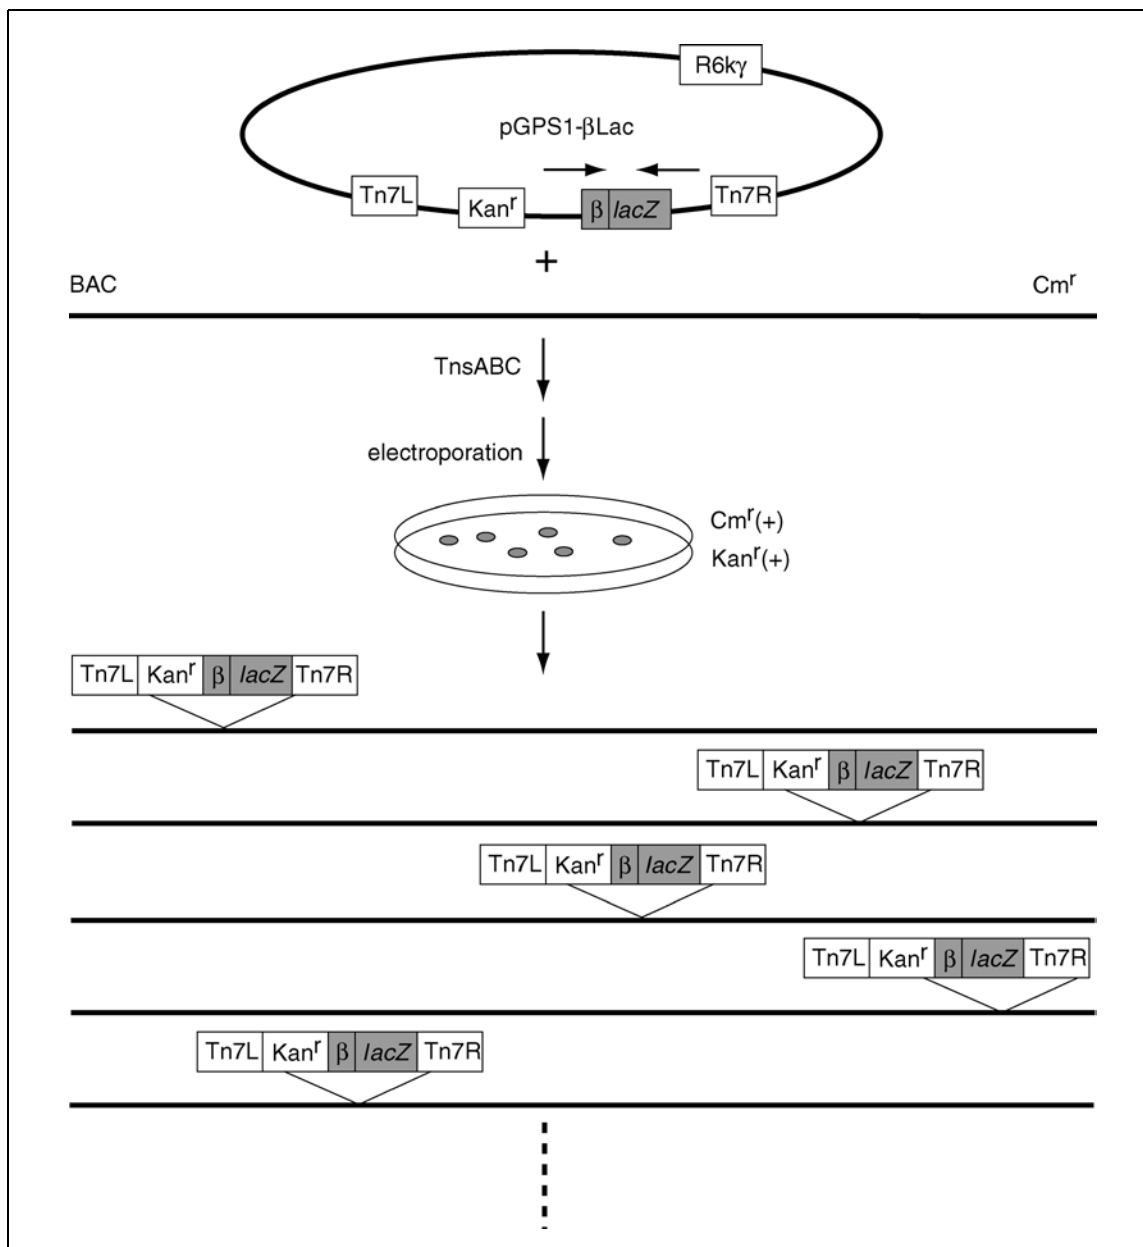 R6kγ
pGPS1-βLac
Tn7L
Kanʳ
β lacZ
Tn7R
+
BAC
Cmʳ
TnsABC
electroporation
Cmʳ(+)
Kanʳ(+)
Tn7L Kanʳ β lacZ Tn7R
Tn7L Kanʳ β lacZ Tn7R
Tn7L Kanʳ β lacZ Tn7R
Tn7L Kanʳ β lacZ Tn7R
Tn7L Kanʳ β lacZ Tn7R